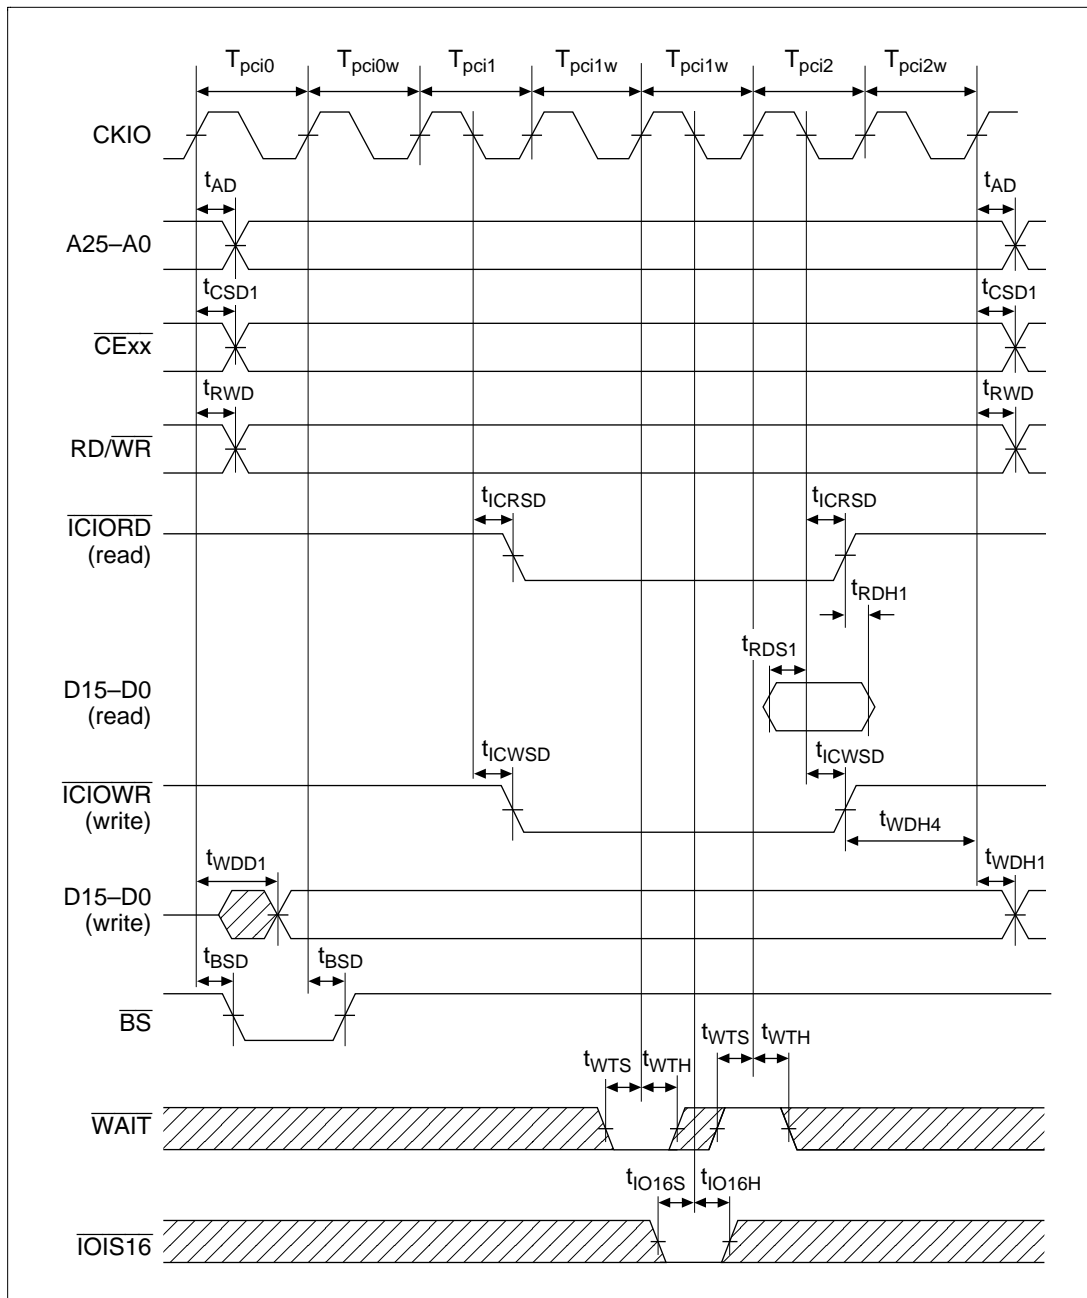 Tpci0 Tpci0w Tpci1 Tpci1w Tpci1w Tpci2 Tpci2w
CKIO
tAD tAD
A25–A0
tCSD1 tCSD1
CExx
tRWD tRWD
RD/WR
tICRSD tICRSD
ICIORD
(read)
tRDH1
tRDS1
D15–D0
(read)
tICWSD tICWSD
ICIOWR
(write)
tWDH4
tWDD1 tWDH1
D15–D0
(write)
tBSD tBSD
BS
tWTS tWTH
tWTS tWTH
WAIT
tIO16S tIO16H
IOIS16